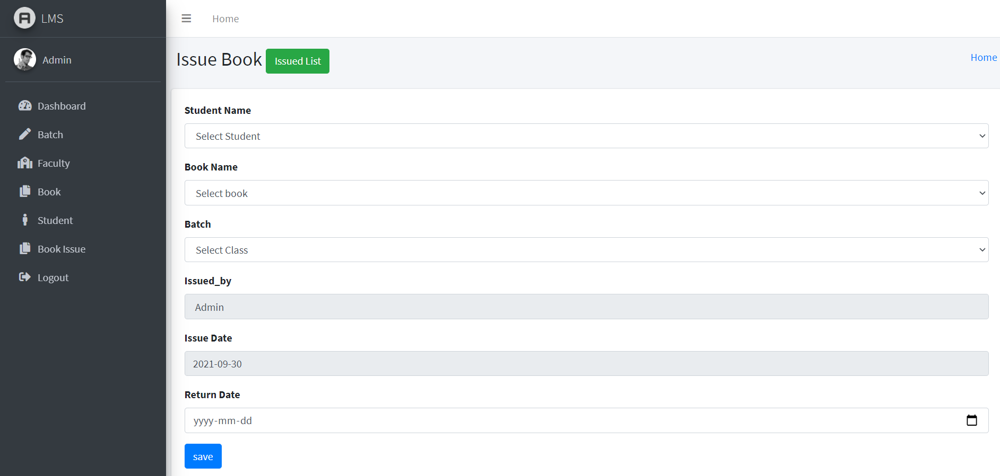 LMS
Admin
Dashboard
Batch
Faculty
Book
Student
Book Issue
Logout
Home
Issue Book
Issued List
Home
Student Name
Select Student
Book Name
Select book
Batch
Select Class
Issued_by
Admin
Issue Date
2021-09-30
Return Date
yyyy-mm-dd
save